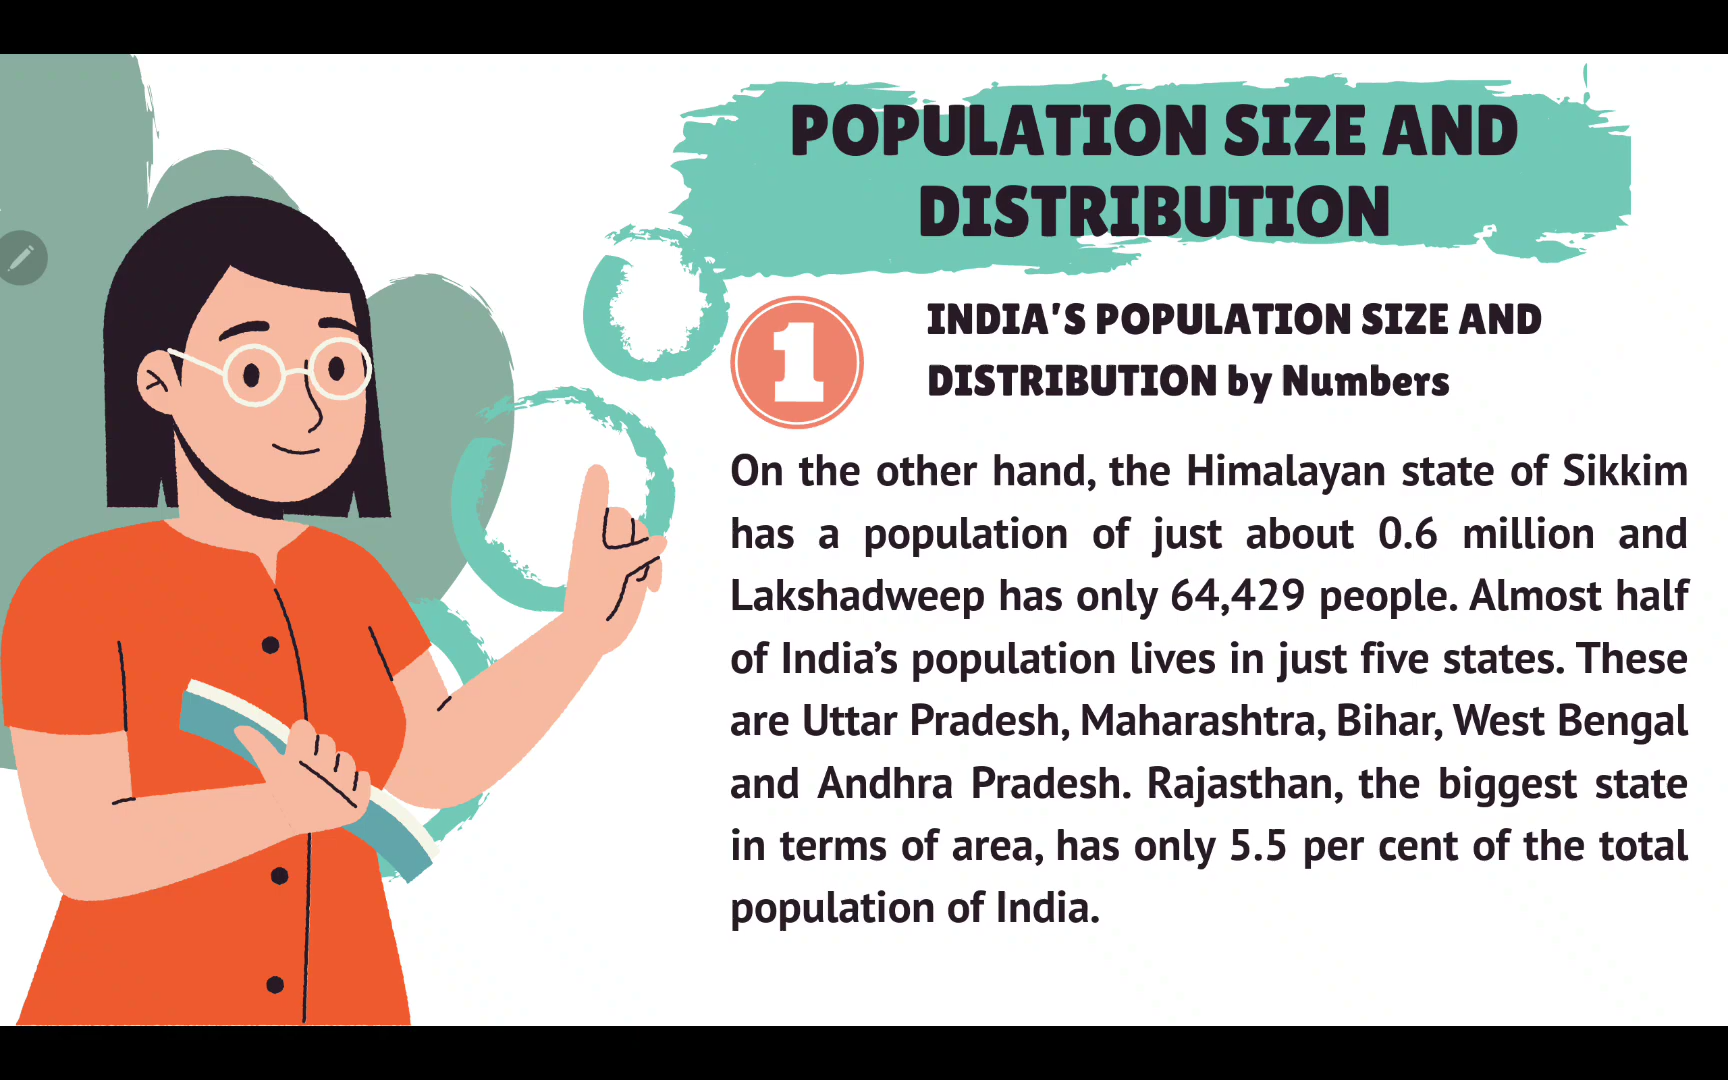 POPULATION SIZE AND
DISTRIBUTION
1
INDIA'S POPULATION SIZE AND
DISTRIBUTION by Numbers
On the other hand, the Himalayan state of Sikkim
has a population of just about 0.6 million and
Lakshadweep has only 64,429 people. Almost half
of India’s population lives in just five states. These
are Uttar Pradesh, Maharashtra, Bihar, West Bengal
and Andhra Pradesh. Rajasthan, the biggest state
in terms of area, has only 5.5 per cent of the total
population of India.